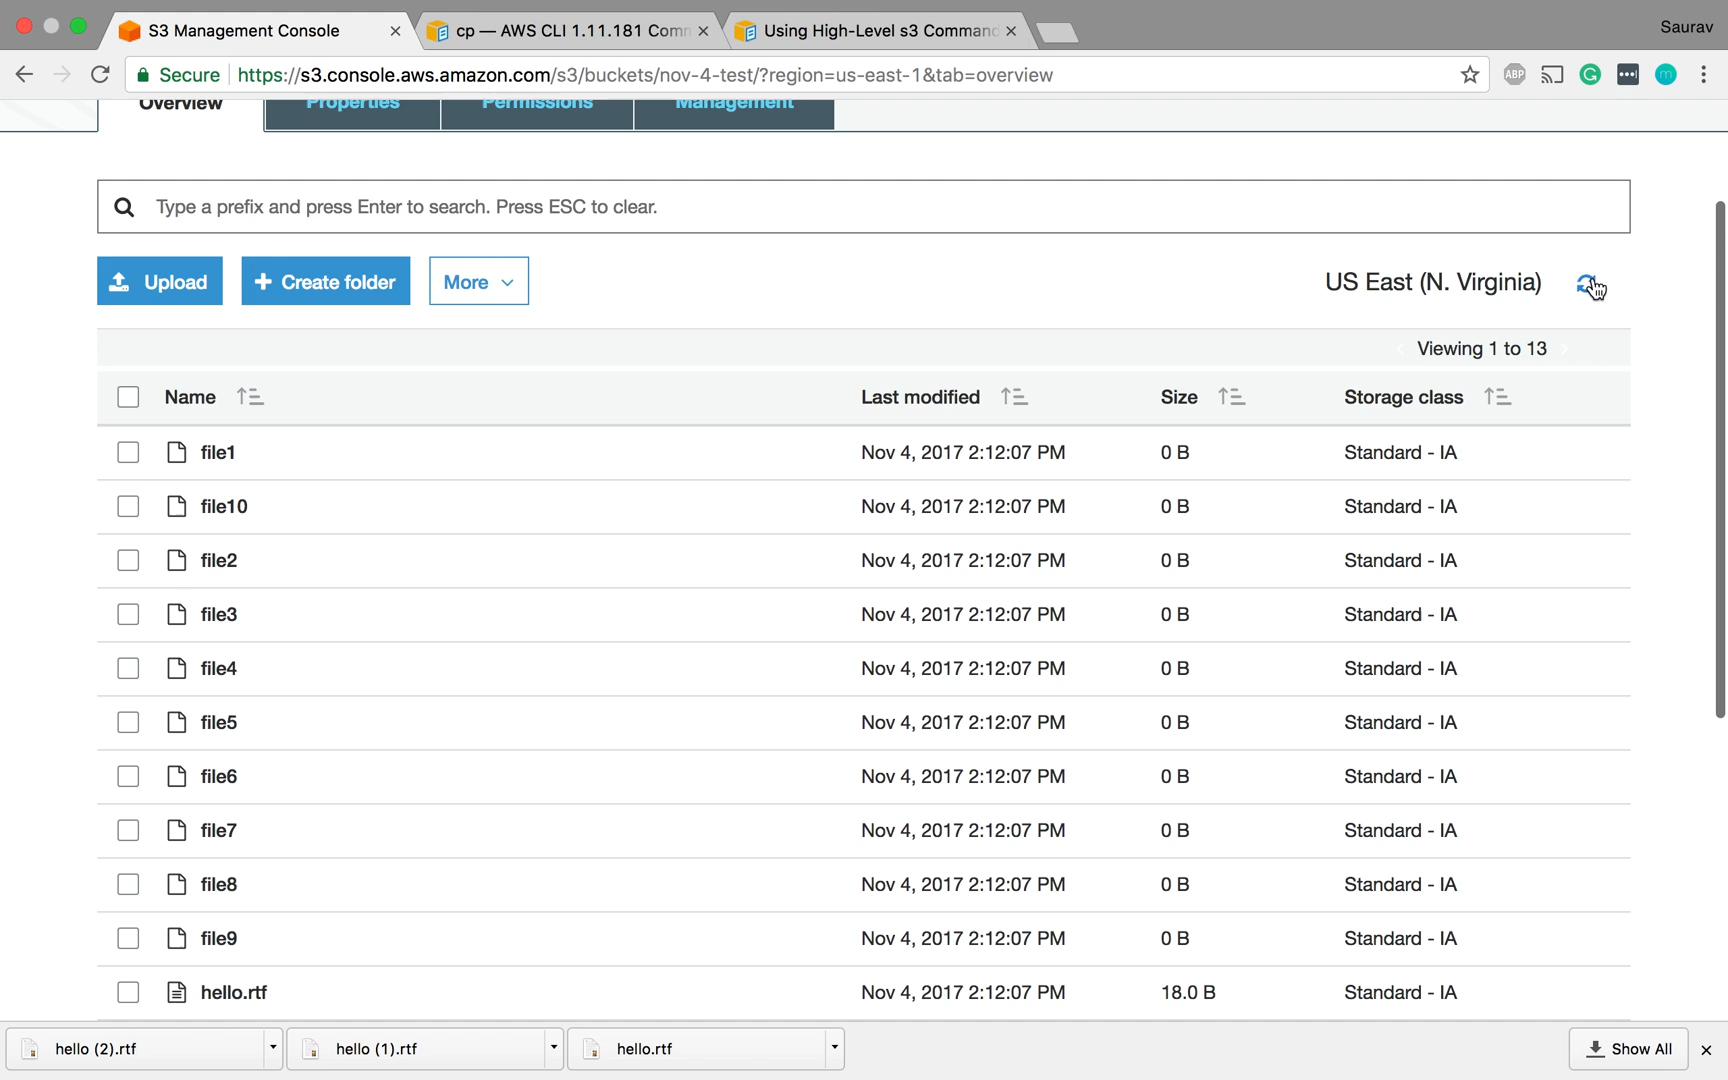 S3 Management Console
cp — AWS CLI 1.11.181 Comm
Using High-Level s3 Command
Saurav
Secure
https://s3.console.aws.amazon.com/s3/buckets/nov-4-test/?region=us-east-1&tab=overview
ABP
m
Overview Properties Permissions Management
Type a prefix and press Enter to search. Press ESC to clear.
Upload
Create folder
More
US East (N. Virginia)
Viewing 1 to 13
Name Last modified Size Storage class
file1 Nov 4, 2017 2:12:07 PM 0 B Standard - IA
file10 Nov 4, 2017 2:12:07 PM 0 B Standard - IA
file2 Nov 4, 2017 2:12:07 PM 0 B Standard - IA
file3 Nov 4, 2017 2:12:07 PM 0 B Standard - IA
file4 Nov 4, 2017 2:12:07 PM 0 B Standard - IA
file5 Nov 4, 2017 2:12:07 PM 0 B Standard - IA
file6 Nov 4, 2017 2:12:07 PM 0 B Standard - IA
file7 Nov 4, 2017 2:12:07 PM 0 B Standard - IA
file8 Nov 4, 2017 2:12:07 PM 0 B Standard - IA
file9 Nov 4, 2017 2:12:07 PM 0 B Standard - IA
hello.rtf Nov 4, 2017 2:12:07 PM 18.0 B Standard - IA
hello (2).rtf
hello (1).rtf
hello.rtf
Show All